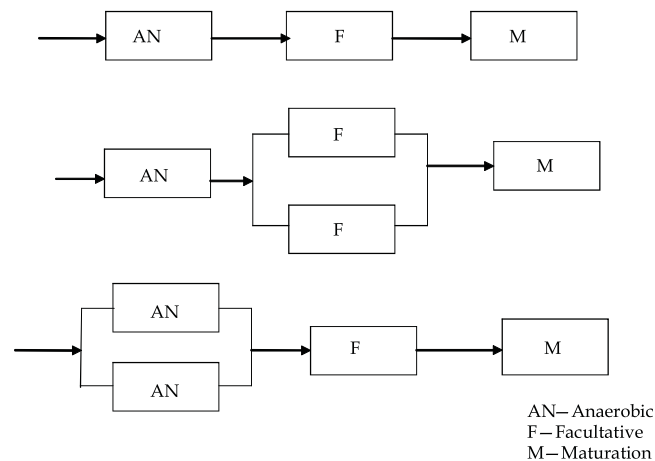 AN F M
F
AN M
F
AN
F M
AN
AN—Anaerobic
F—Facultative
M—Maturation